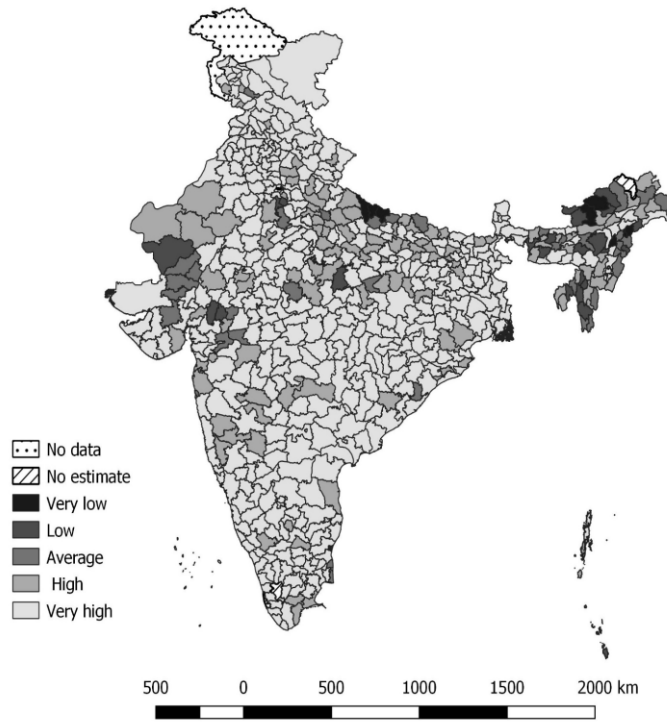 No data
No estimate
Very low
Low
Average
High
Very high
500 0 500 1000 1500 2000 km